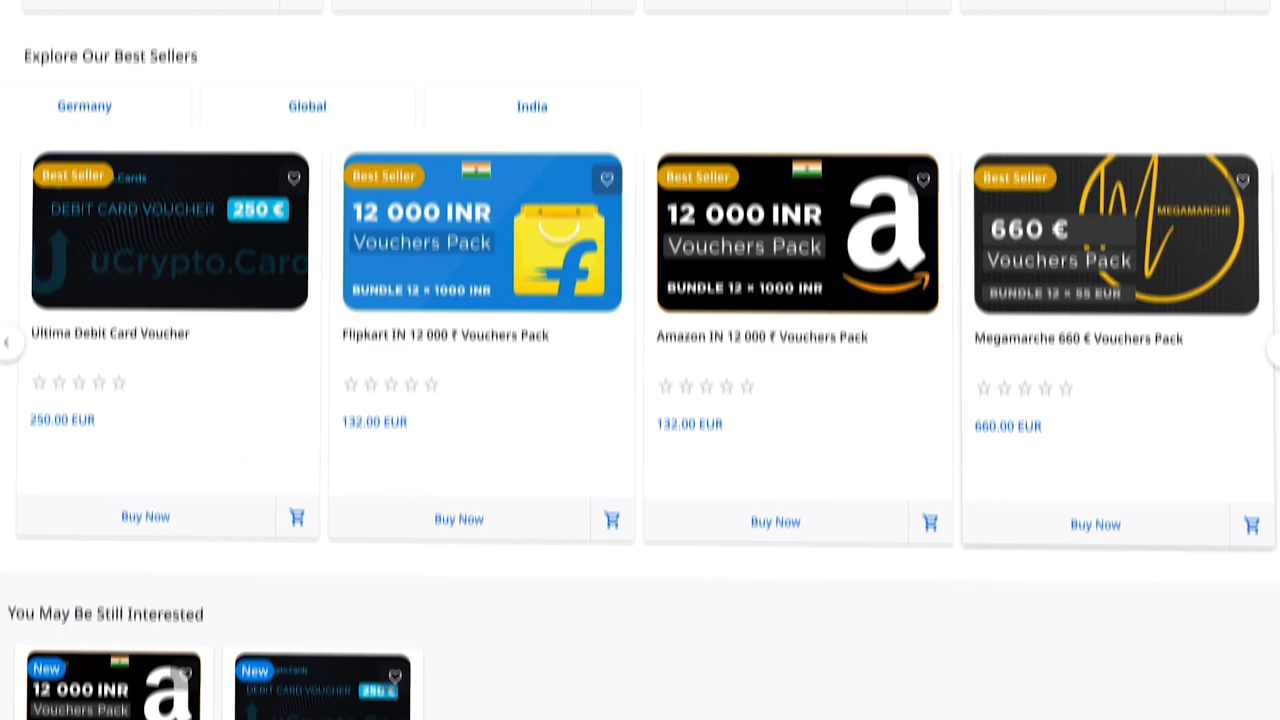 Explore Our Best Sellers
Germany
Global
India
Best Seller
.Cards
DEBIT CARD VOUCHER 250 €
uCrypto.Card
Best Seller
12 000 INR
Vouchers Pack
BUNDLE 12 × 1000 INR
Best Seller
12 000 INR
Vouchers Pack
BUNDLE 12 × 1000 INR
a
Best Seller
MEGAMARCHE
660 €
Vouchers Pack
BUNDLE 12 × 55 EUR
Ultima Debit Card Voucher
Flipkart IN 12 000 ₹ Vouchers Pack
Amazon IN 12 000 ₹ Vouchers Pack
Megamarche 660 € Vouchers Pack
250.00 EUR
132.00 EUR
132.00 EUR
660.00 EUR
Buy Now
Buy Now
Buy Now
Buy Now
You May Be Still Interested
New
12 000 INR
Vouchers Pack
a
New
DEBIT CARD VOUCHER 250 €
uCrypto.Card